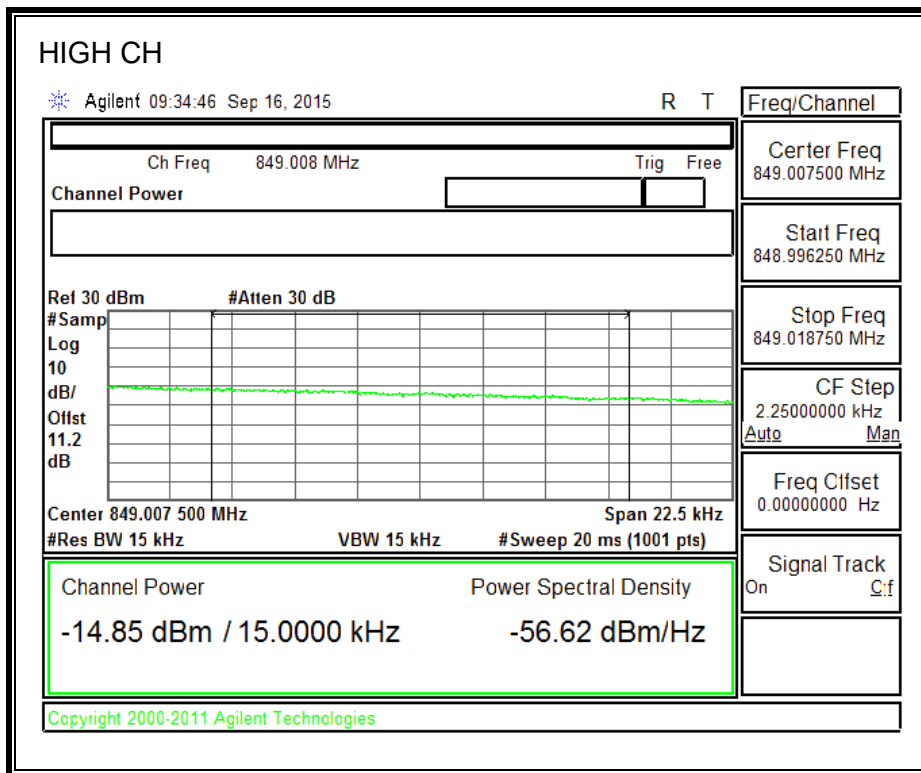 HIGH CH
Agilent 09:34:46 Sep 16, 2015 R T
Ch Freq 849.008 MHz Trig Free
Channel Power
Ref 30 dBm #Atten 30 dB
#Samp
Log
10
dB/
Offst
11.2
dB
Center 849.007 500 MHz Span 22.5 kHz
#Res BW 15 kHz VBW 15 kHz #Sweep 20 ms (1001 pts)
Channel Power Power Spectral Density
-14.85 dBm / 15.0000 kHz -56.62 dBm/Hz
Copyright 2000-2011 Agilent Technologies
Freq/Channel
Center Freq
849.007500 MHz
Start Freq
848.996250 MHz
Stop Freq
849.018750 MHz
CF Step
2.25000000 kHz
Auto Man
Freq Offset
0.00000000 Hz
Signal Track
On Off